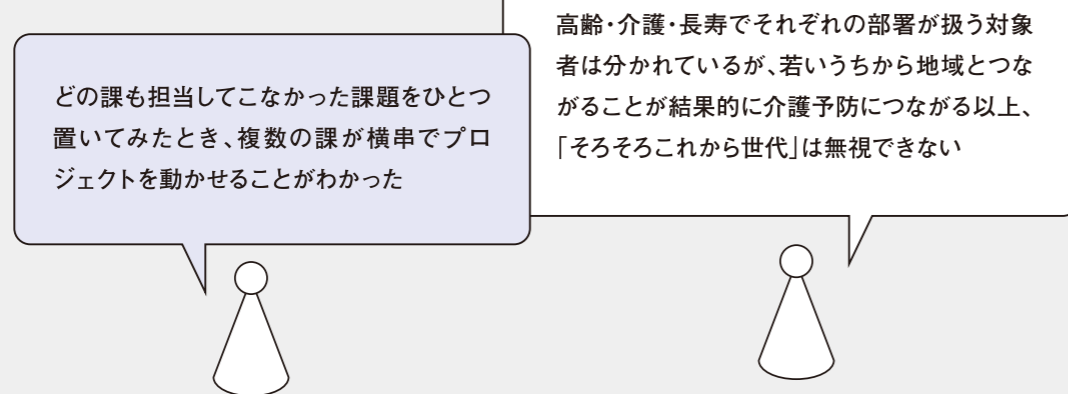 どの課も担当してこなかった課題をひとつ
置いてみたとき、複数の課が横串でプロ
ジェクトを動かせることがわかった
高齢・介護・長寿でそれぞれの部署が扱う対象
者は分かれているが、若いうちから地域とつな
がることが結果的に介護予防につながる以上、
「そろそろこれから世代」は無視できない